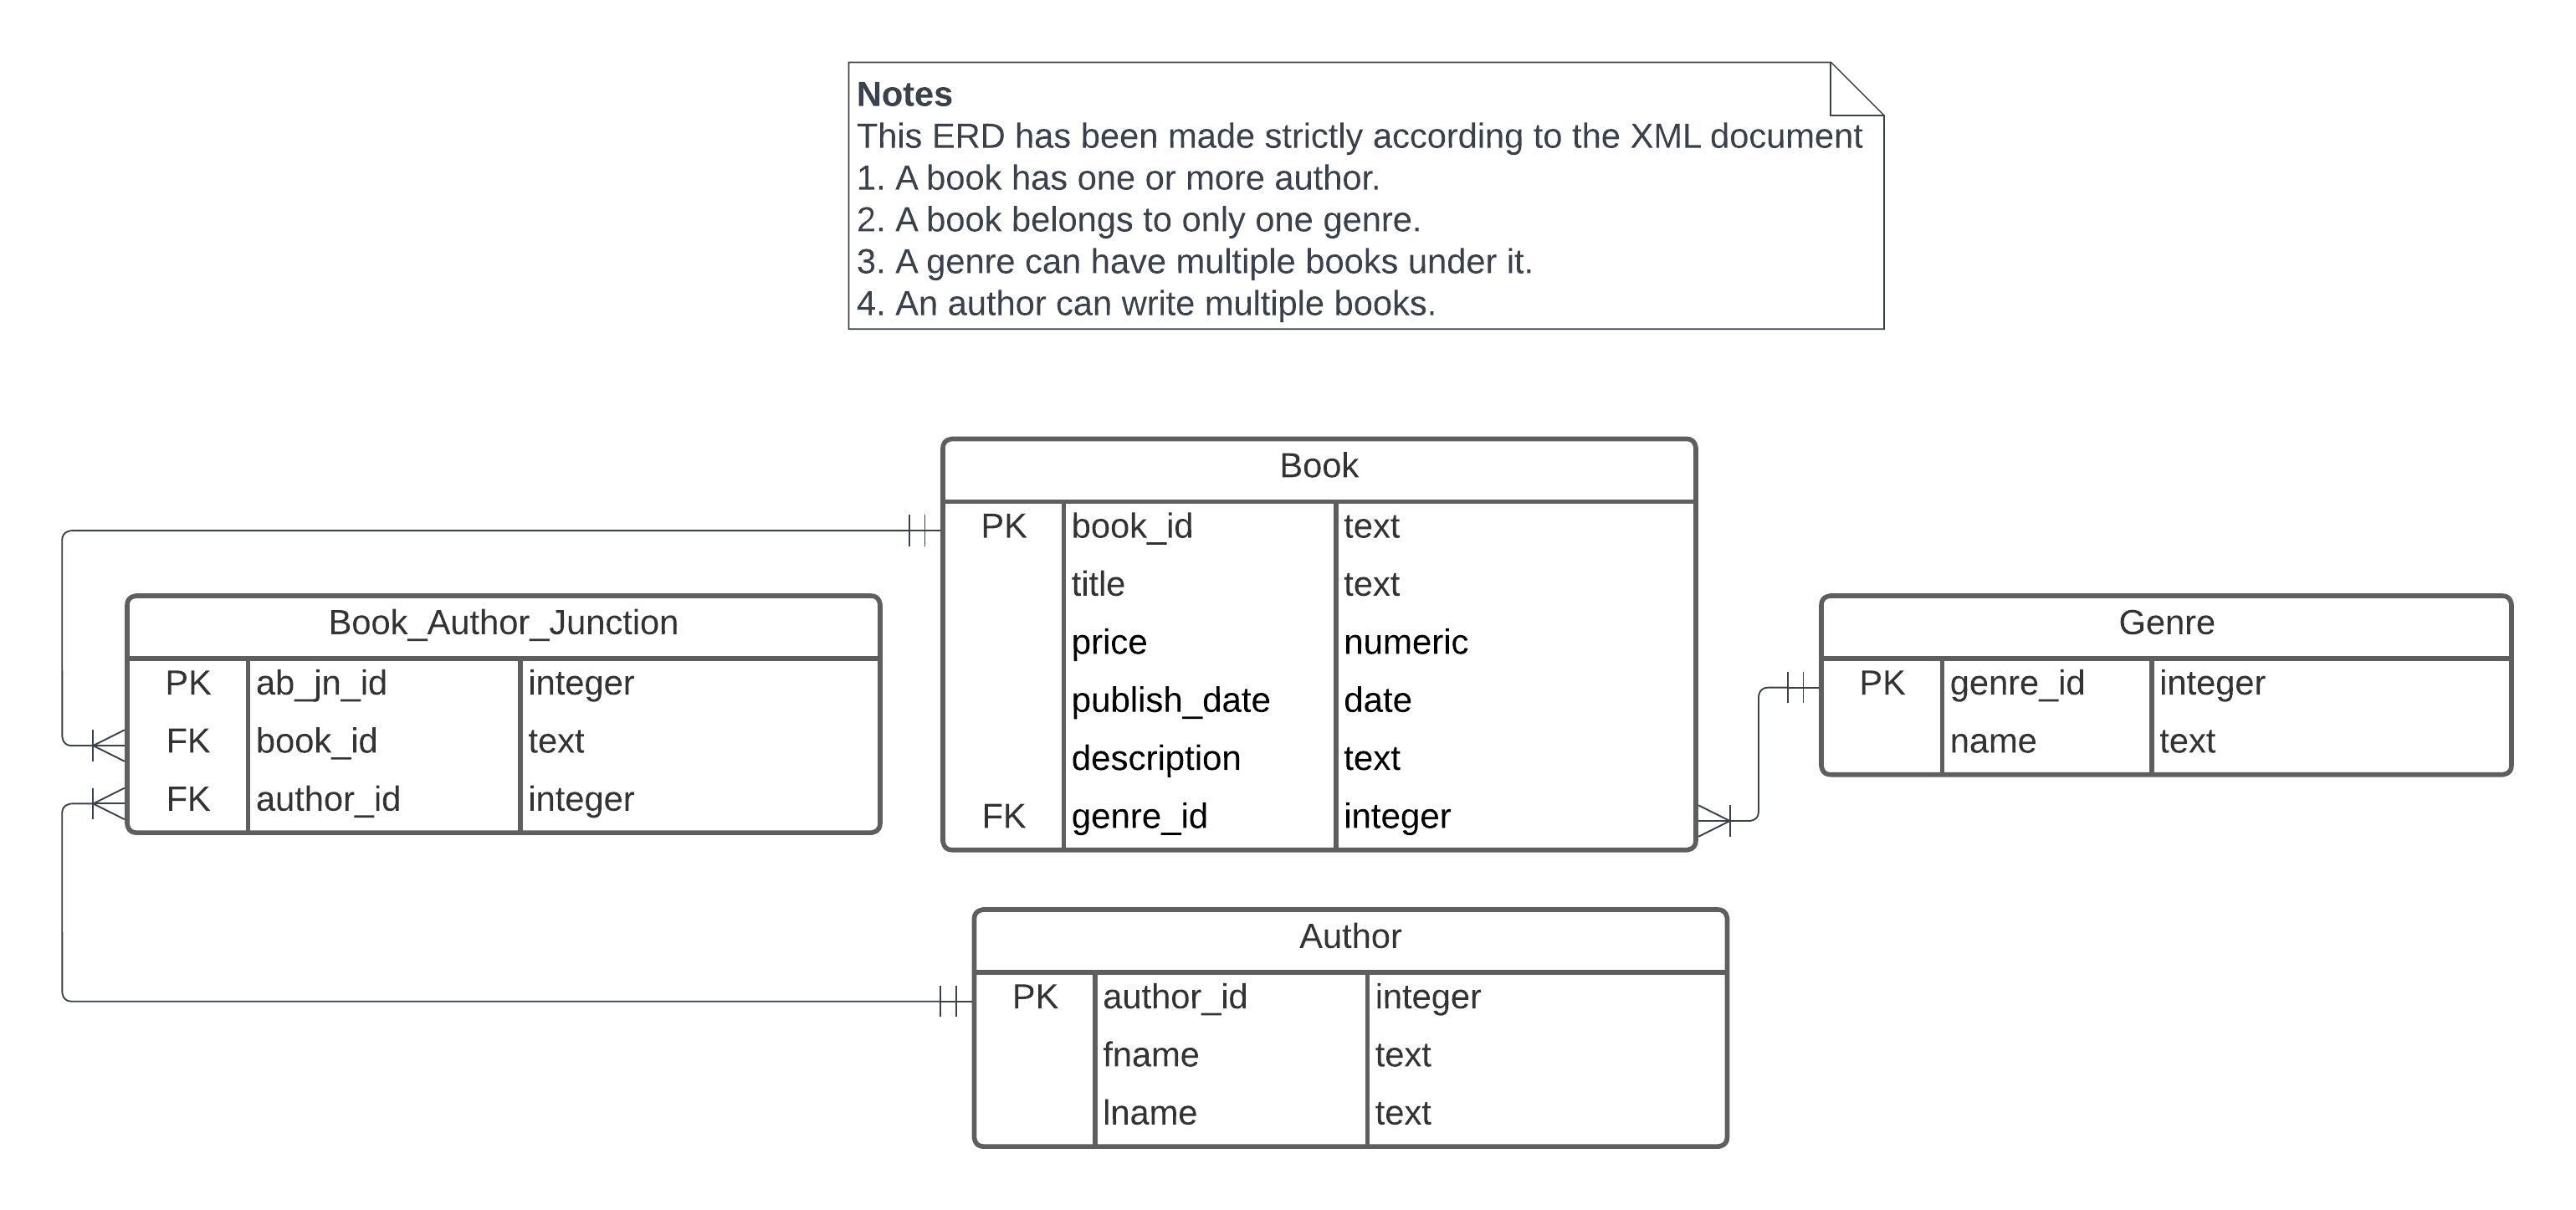 Notes
This ERD has been made strictly according to the XML document
1. A book has one or more author.
2. A book belongs to only one genre.
3. A genre can have multiple books under it.
4. An author can write multiple books.
Book
PK book_id text
title text
price numeric
publish_date date
description text
FK genre_id integer
Book_Author_Junction
PK ab_jn_id integer
FK book_id text
FK author_id integer
Genre
PK genre_id integer
name text
Author
PK author_id integer
fname text
lname text